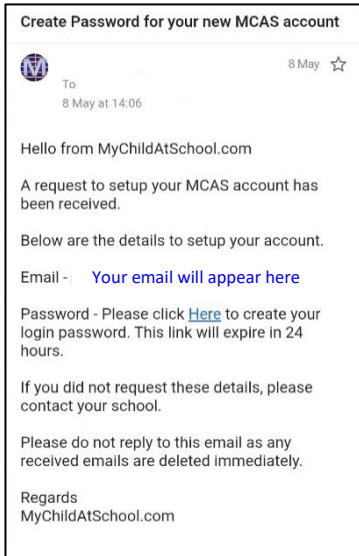 Create Password for your new MCAS account
M
8 May
To
8 May at 14:06
Hello from MyChildAtSchool.com
A request to setup your MCAS account has
been received.
Below are the details to setup your account.
Email - Your email will appear here
Password - Please click Here to create your
login password. This link will expire in 24
hours.
If you did not request these details, please
contact your school.
Please do not reply to this email as any
received emails are deleted immediately.
Regards
MyChildAtSchool.com